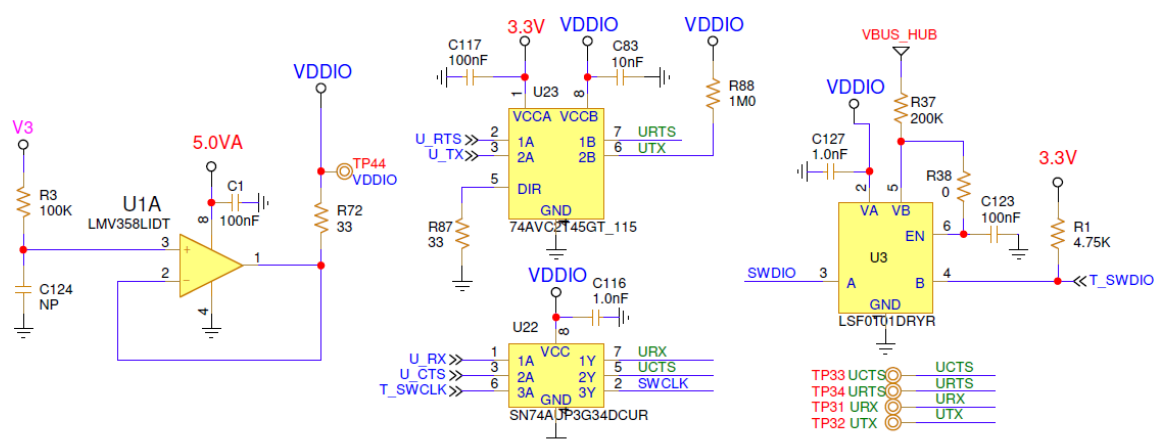 V3
R3
100K
C124
NP
U1A
LMV358LIDT
5.0VA
C1
100nF
8
3
2
1
4
+
-
VDDIO
TP44
VDDIO
R72
33
C117
100nF
3.3V
VDDIO
C83
10nF
VDDIO
R88
1M0
1
U23
8
VCCA VCCB
U_RTS 2 1A 1B 7 URTS
U_TX 3 2A 2B 6 UTX
5 DIR
GND
4
74AVC2T45GT_115
R87
33
VDDIO
C116
1.0nF
U22
8
VCC
U_RX 1 1A 1Y 7 URX
U_CTS 3 2A 2Y 5 UCTS
T_SWCLK 6 3A 3Y 2 SWCLK
GND
4
SN74AUP3G34DCUR
VBUS_HUB
R37
200K
VDDIO
C127
1.0nF
2
5
VA VB
R38
0
C123
100nF
EN 6
3.3V
R1
4.75K
U3
SWDIO 3 A B 4 T_SWDIO
GND
1
LSF0101DRYR
TP33 UCTS UCTS
TP34 URTS URTS
TP31 URX URX
TP32 UTX UTX